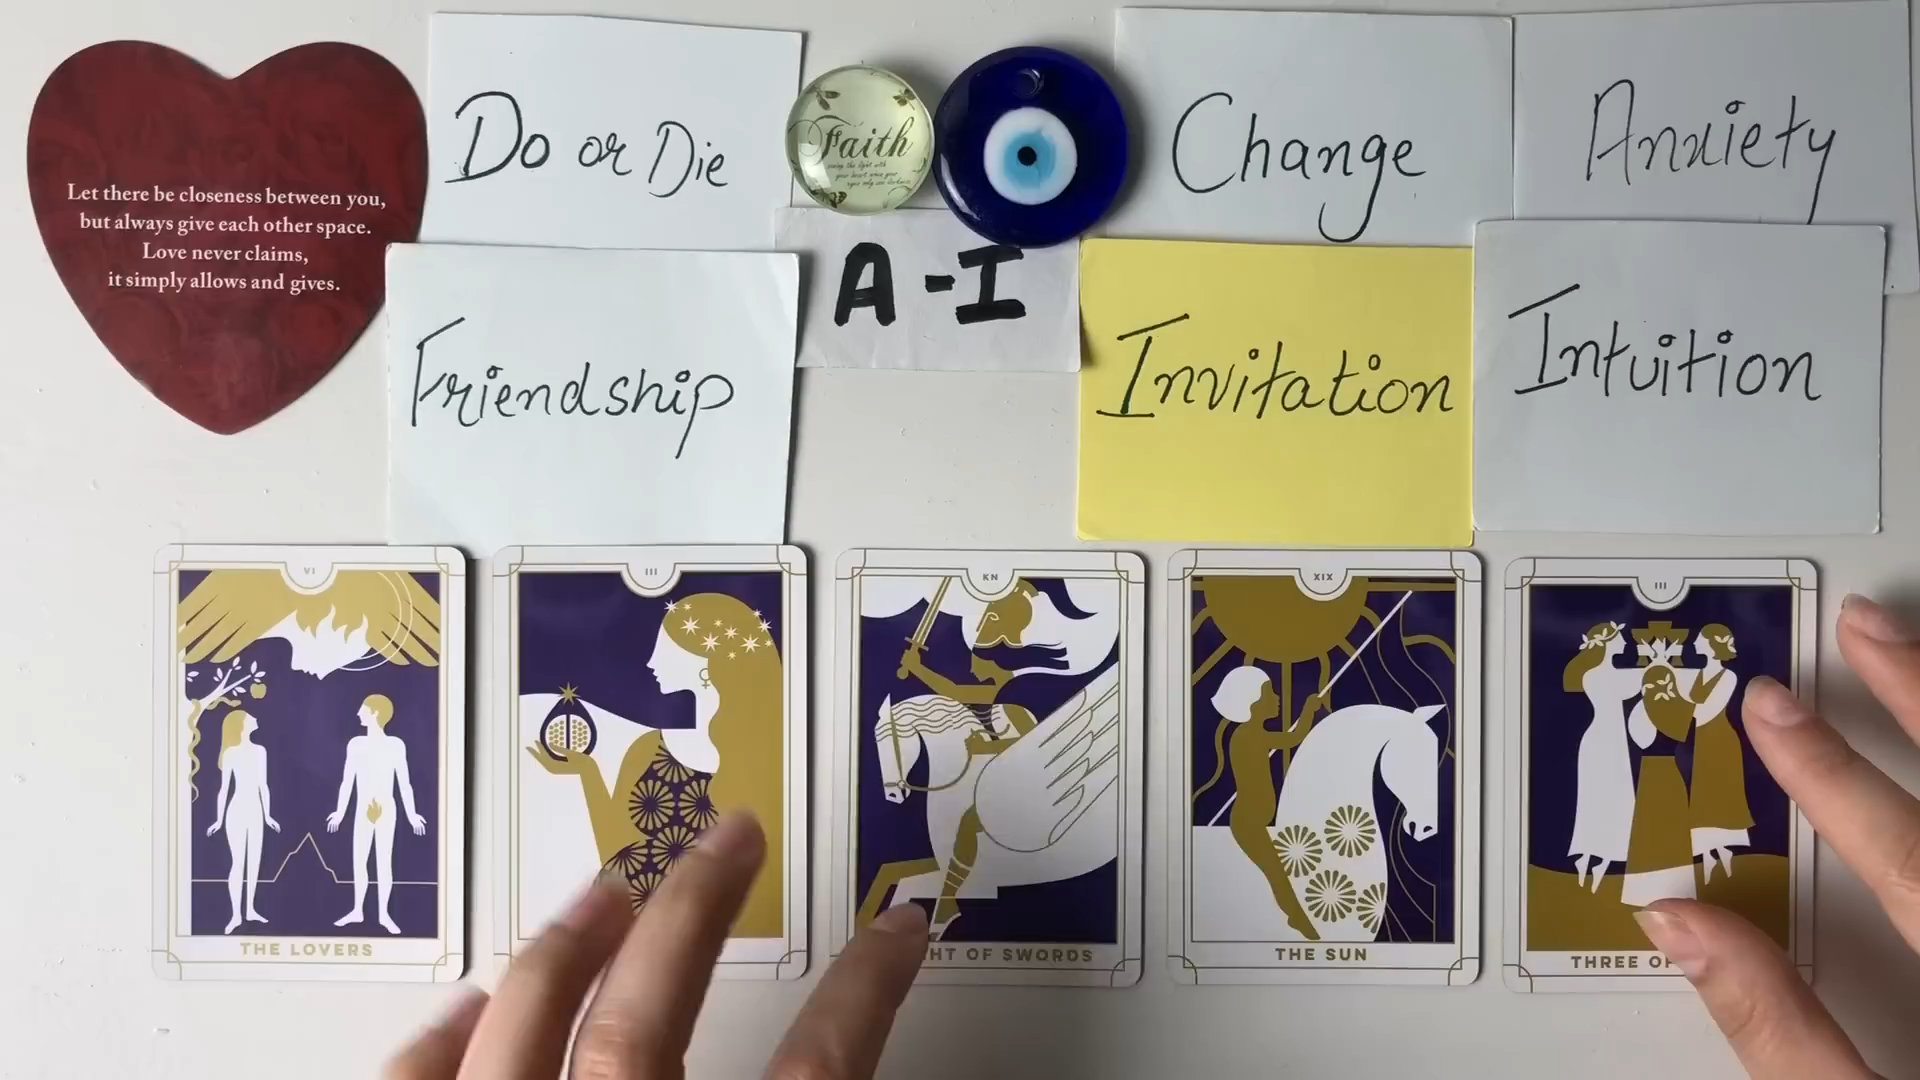 Let there be closeness between you,
but always give each other space.
Love never claims,
it simply allows and gives.
Do or Die
Faith
Change
Anxiety
Friendship
A-I
Invitation
Intuition
VI
III
KN
XIX
III
THE LOVERS
HT OF SWORDS
THE SUN
THREE OF